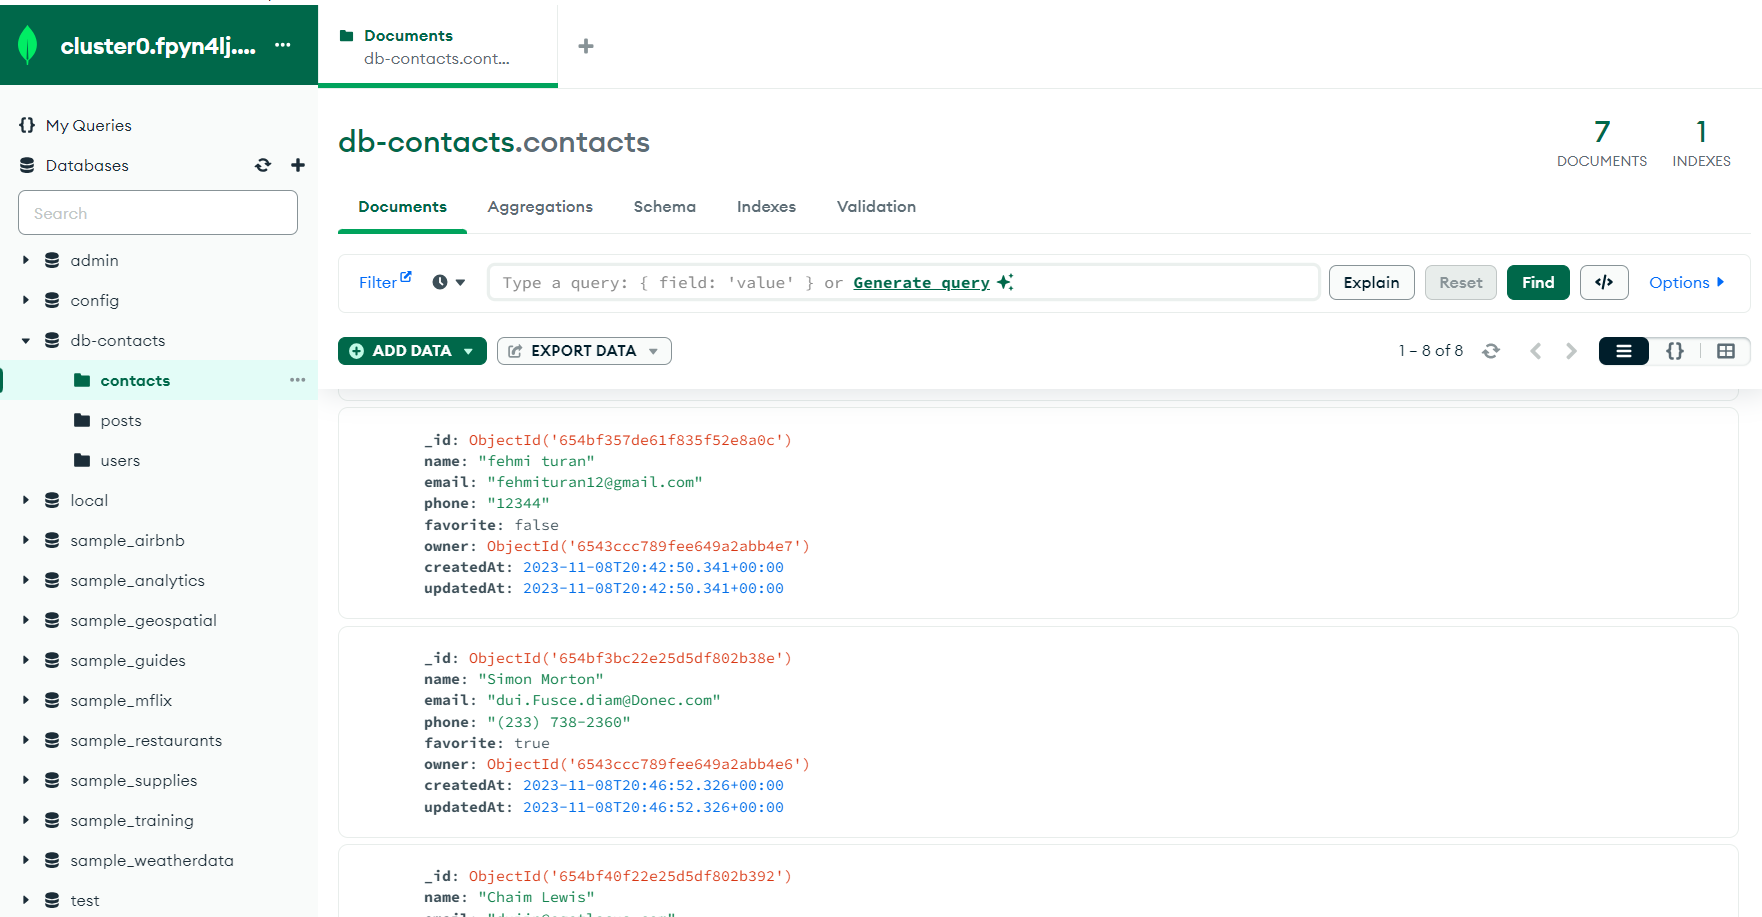 cluster0.fpyn4lj.... ...
Documents
db-contacts.cont...
My Queries
Databases
Search
admin
config
db-contacts
contacts
posts
users
local
sample_airbnb
sample_analytics
sample_geospatial
sample_guides
sample_mflix
sample_restaurants
sample_supplies
sample_training
sample_weatherdata
test
db-contacts.contacts
7
DOCUMENTS
1
INDEXES
Documents Aggregations Schema Indexes Validation
Filter Type a query: { field: 'value' } or Generate query Explain Reset Find </> Options
ADD DATA EXPORT DATA 1 – 8 of 8 {}
_id: ObjectId('654bf357de61f835f52e8a0c')
name: "fehmi turan"
email: "fehmituran12@gmail.com"
phone: "12344"
favorite: false
owner: ObjectId('6543ccc789fee649a2abb4e7')
createdAt: 2023-11-08T20:42:50.341+00:00
updatedAt: 2023-11-08T20:42:50.341+00:00
_id: ObjectId('654bf3bc22e25d5df802b38e')
name: "Simon Morton"
email: "dui.Fusce.diam@Donec.com"
phone: "(233) 738-2360"
favorite: true
owner: ObjectId('6543ccc789fee649a2abb4e6')
createdAt: 2023-11-08T20:46:52.326+00:00
updatedAt: 2023-11-08T20:46:52.326+00:00
_id: ObjectId('654bf40f22e25d5df802b392')
name: "Chaim Lewis"